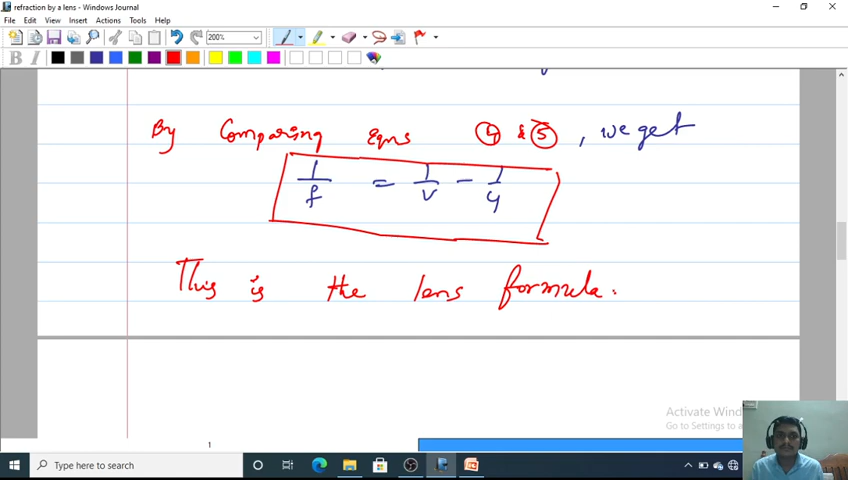 refraction by a lens - Windows Journal
File Edit View Insert Actions Tools Help
200%
B I
By Comparing Eqns ④ & ⑤, we get
1/f = 1/v - 1/u
This is the lens formula.
Activate Wind
Go to Settings to a
1
Type here to search